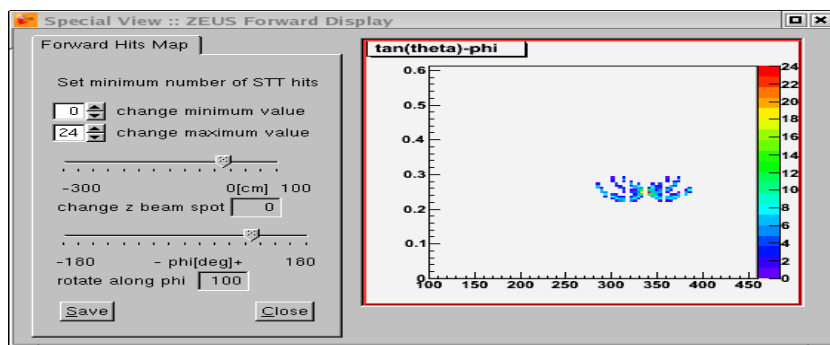 Special View :: ZEUS Forward Display
Forward Hits Map
Set minimum number of STT hits
0 change minimum value
24 change maximum value
-300 0[cm] 100
change z beam spot 0
-180 - phi[deg]+ 180
rotate along phi 100
Save Close
tan(theta)-phi
0.6
0.5
0.4
0.3
0.2
0.1
0
100 150 200 250 300 350 400 450
24
22
20
18
16
14
12
10
8
6
4
2
0